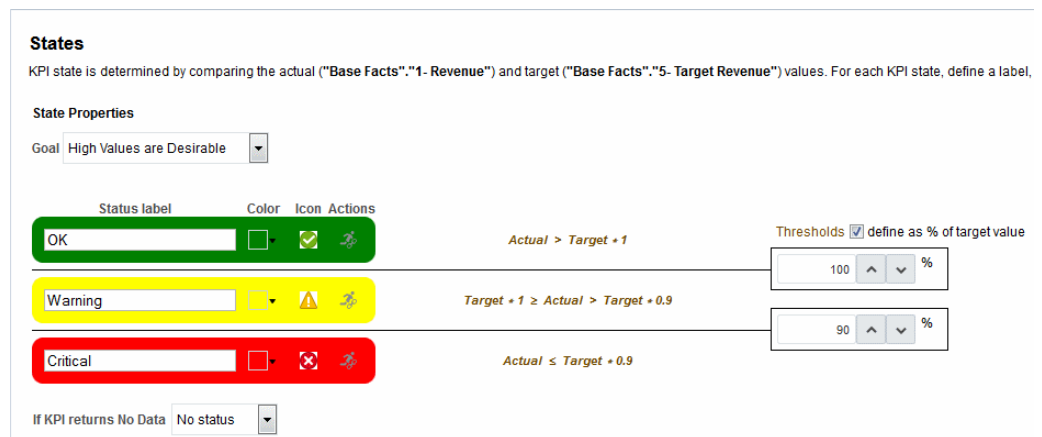 States
KPI state is determined by comparing the actual ("Base Facts"."1- Revenue") and target ("Base Facts"."5- Target Revenue") values. For each KPI state, define a label,
State Properties
Goal High Values are Desirable
Status label Color Icon Actions
OK Actual > Target * 1 Thresholds define as % of target value
100 %
Warning Target * 1 ≥ Actual > Target * 0.9
90 %
Critical Actual ≤ Target * 0.9
If KPI returns No Data No status